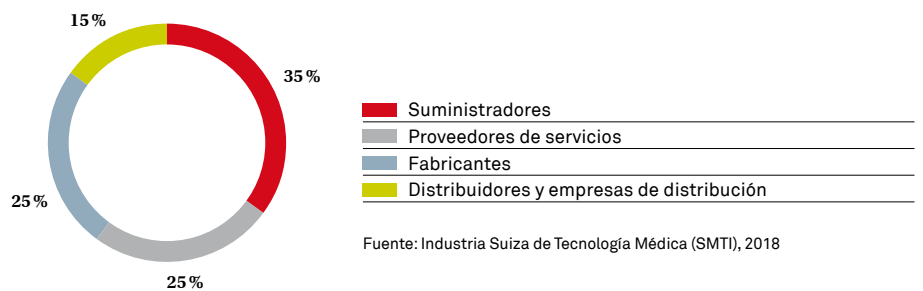 15 %
35 %
Suministradores
Proveedores de servicios
Fabricantes
Distribuidores y empresas de distribución
25 %
Fuente: Industria Suiza de Tecnología Médica (SMTI), 2018
25 %